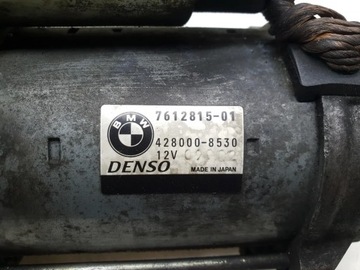 BMW
7612815-01
428000-8530
12V
DENSO
MADE IN JAPAN